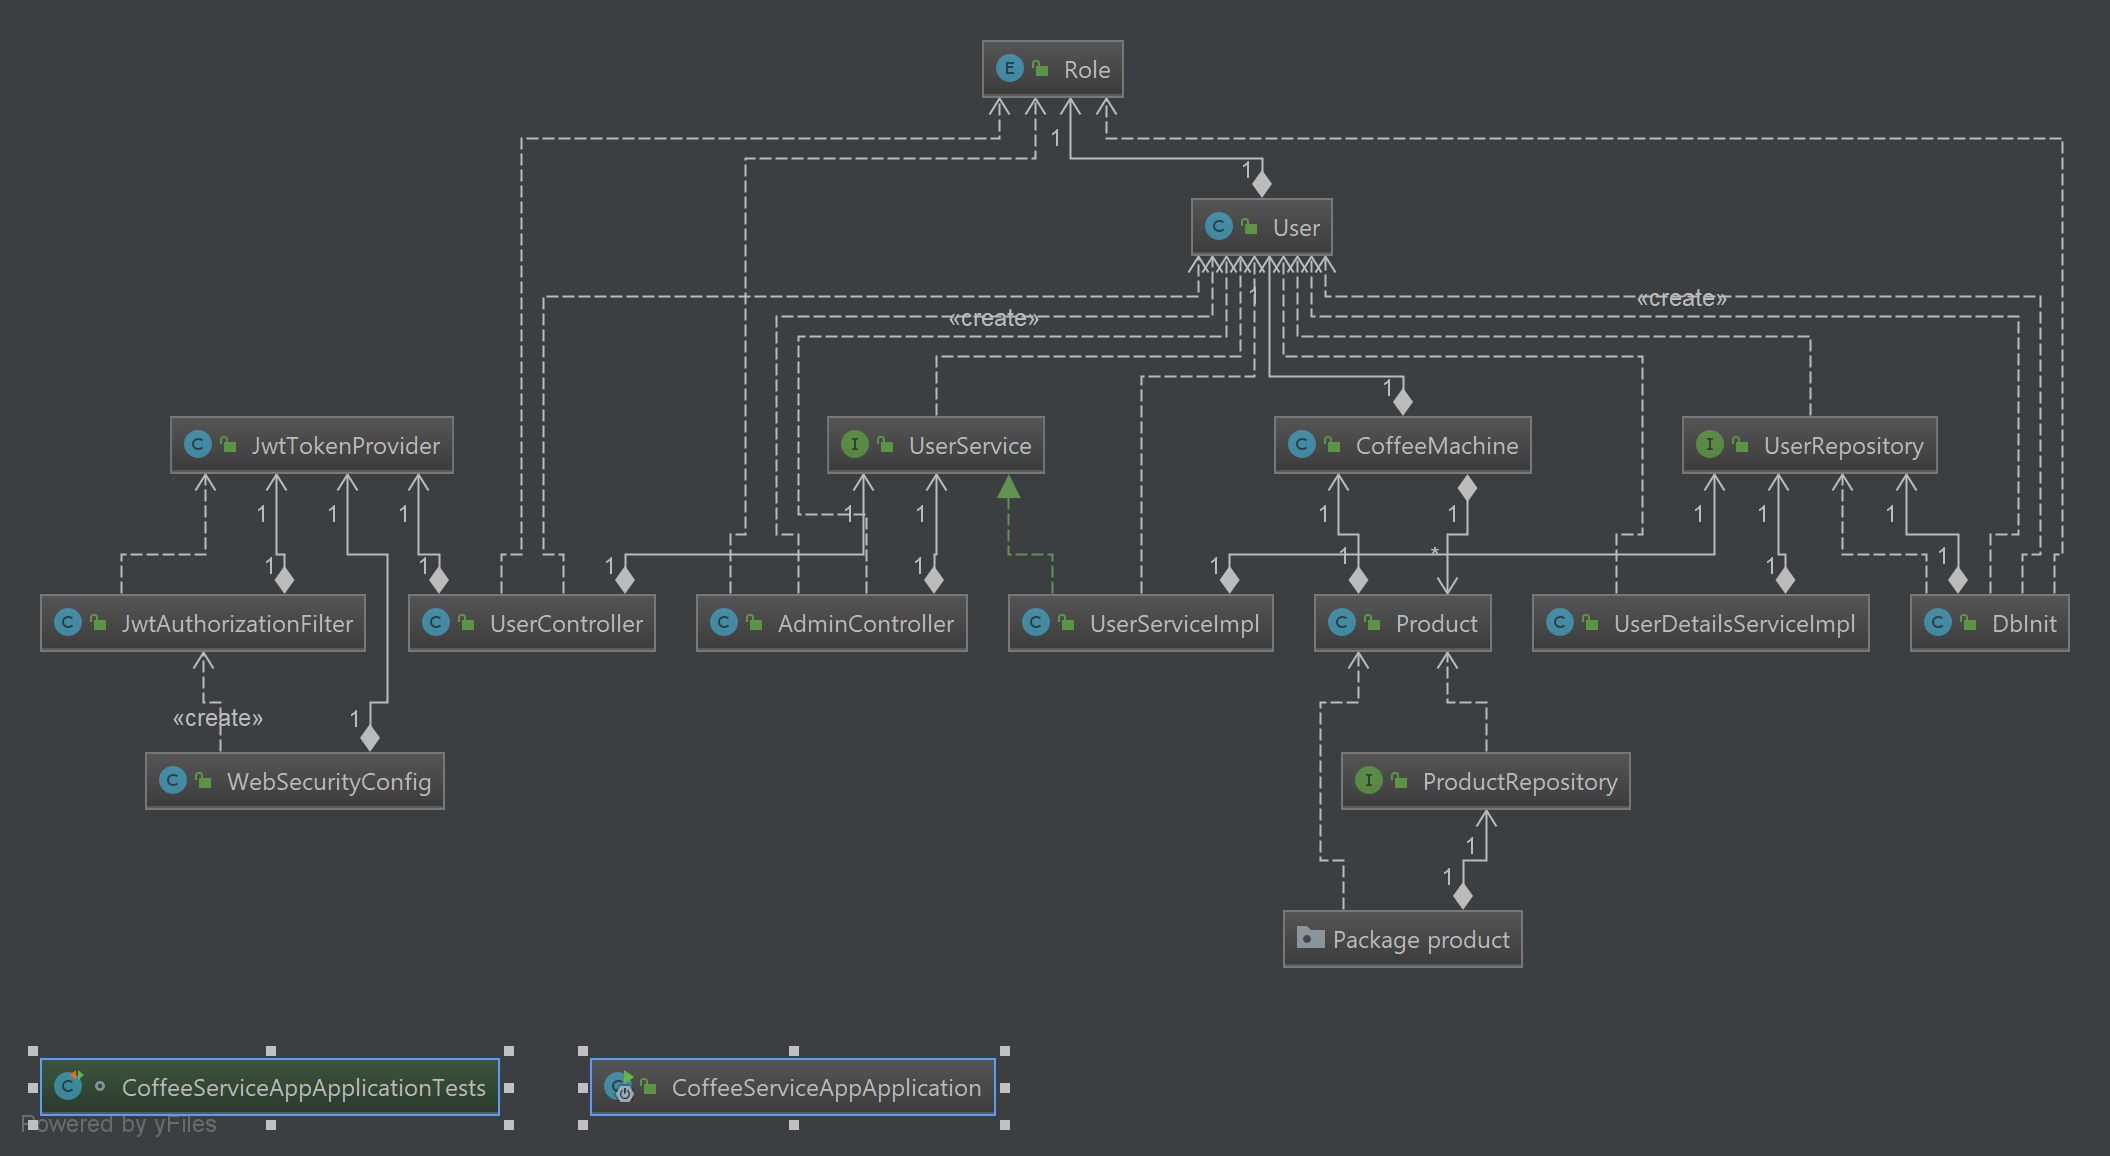 E Role
1
1
C User
1
«create»
«create»
1
C JwtTokenProvider
I UserService
C CoffeeMachine
I UserRepository
1 1 1 1 1 1 1 1 1 1
1 1 1 1 1 1 * 1 1
C JwtAuthorizationFilter
C UserController
C AdminController
C UserServiceImpl
C Product
C UserDetailsServiceImpl
C DbInit
«create»
1
C WebSecurityConfig
I ProductRepository
1
1
Package product
C CoffeeServiceAppApplicationTests
C CoffeeServiceAppApplication
Powered by yFiles